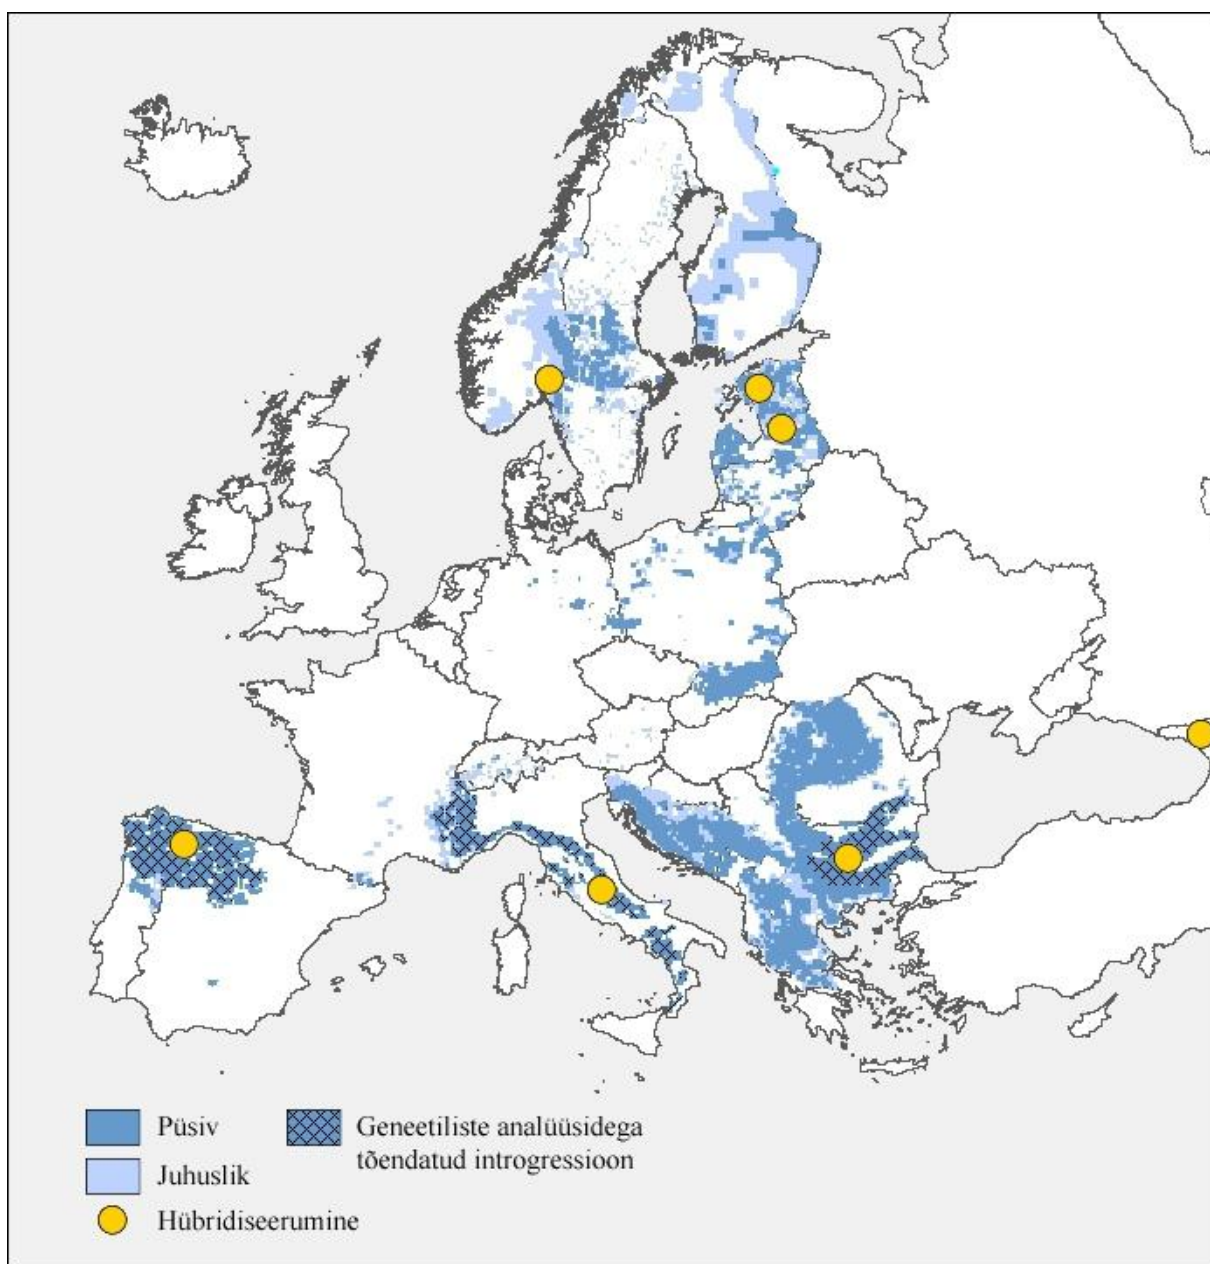 Püsiv
Juhuslik
Hübridiseerumine
Geneetiliste analüüsidega
tõendatud introgressioon